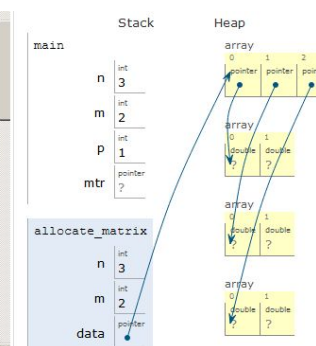 Stack Heap
main
array
0 1 2
pointer pointer
int
n 3
int
m 2
int
p 1
pointer
mtr ?
array
0 1
double double
? ?
array
0 1
double double
? ?
allocate_matrix
int
n 3
int
m 2
pointer
data
array
0 1
double double
? ?